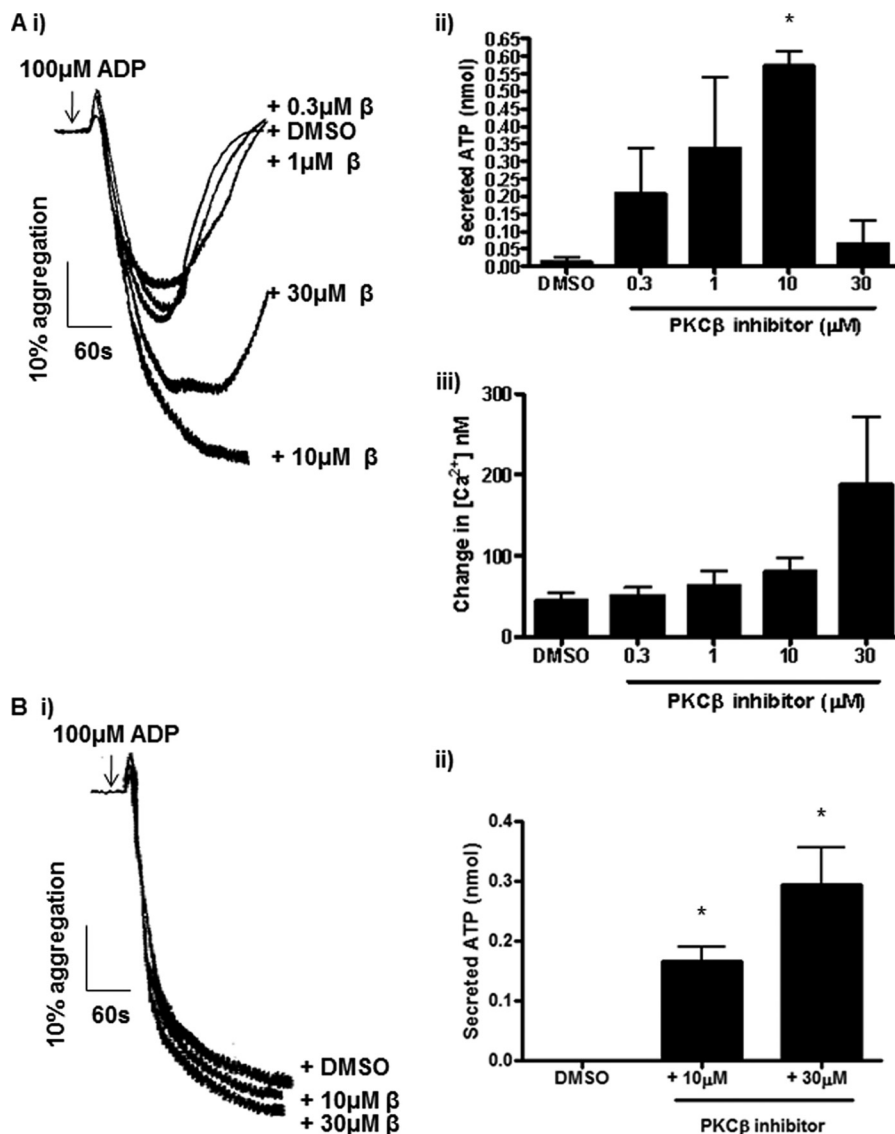 A i)
100µM ADP
+ 0.3µM β
+ DMSO
+ 1µM β
+ 30µM β
+ 10µM β
10% aggregation
60s
ii)
*
Secreted ATP (nmol)
0.65
0.60
0.55
0.50
0.45
0.40
0.35
0.30
0.25
0.20
0.15
0.10
0.05
0.00
DMSO 0.3 1 10 30
PKCβ inhibitor (µM)
iii)
Change in [Ca²⁺] nM
300
200
100
0
DMSO 0.3 1 10 30
PKCβ inhibitor (µM)
B i)
100µM ADP
10% aggregation
60s
+ DMSO
+ 10µM β
+ 30µM β
ii)
*
*
Secreted ATP (nmol)
0.4
0.3
0.2
0.1
0.0
DMSO + 10µM + 30µM
PKCβ inhibitor